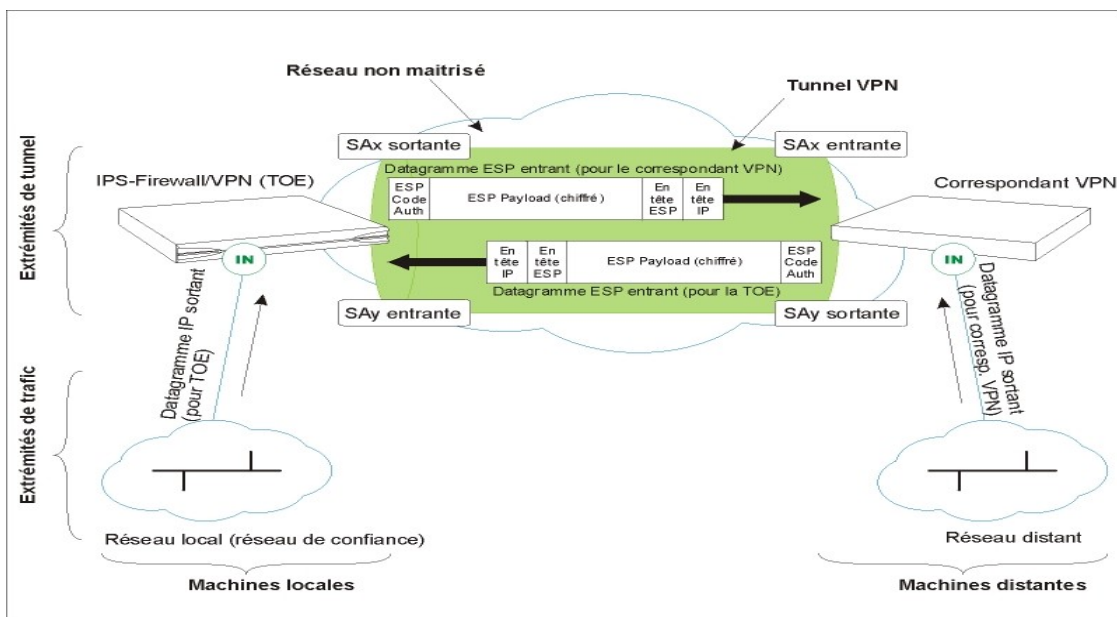 Réseau non maitrisé
Tunnel VPN
SAx sortante
SAx entrante
Extrémités de tunnel
IPS-Firewall/VPN (TOE)
Datagramme ESP entrant (pour le correspondant VPN)
Correspondant VPN
ESP
Code
Auth
ESP Payload (chiffré)
En
tête
ESP
En
tête
IP
IN
En
tête
IP
En
tête
ESP
ESP Payload (chiffré)
ESP
Code
Auth
IN
Datagramme ESP entrant (pour la TOE)
SAy entrante
SAy sortante
Datagramme IP sortant
(pour TOE)
Datagramme IP sortant
(pour corresp. VPN)
Extrémités de trafic
Réseau local (réseau de confiance)
Réseau distant
Machines locales
Machines distantes